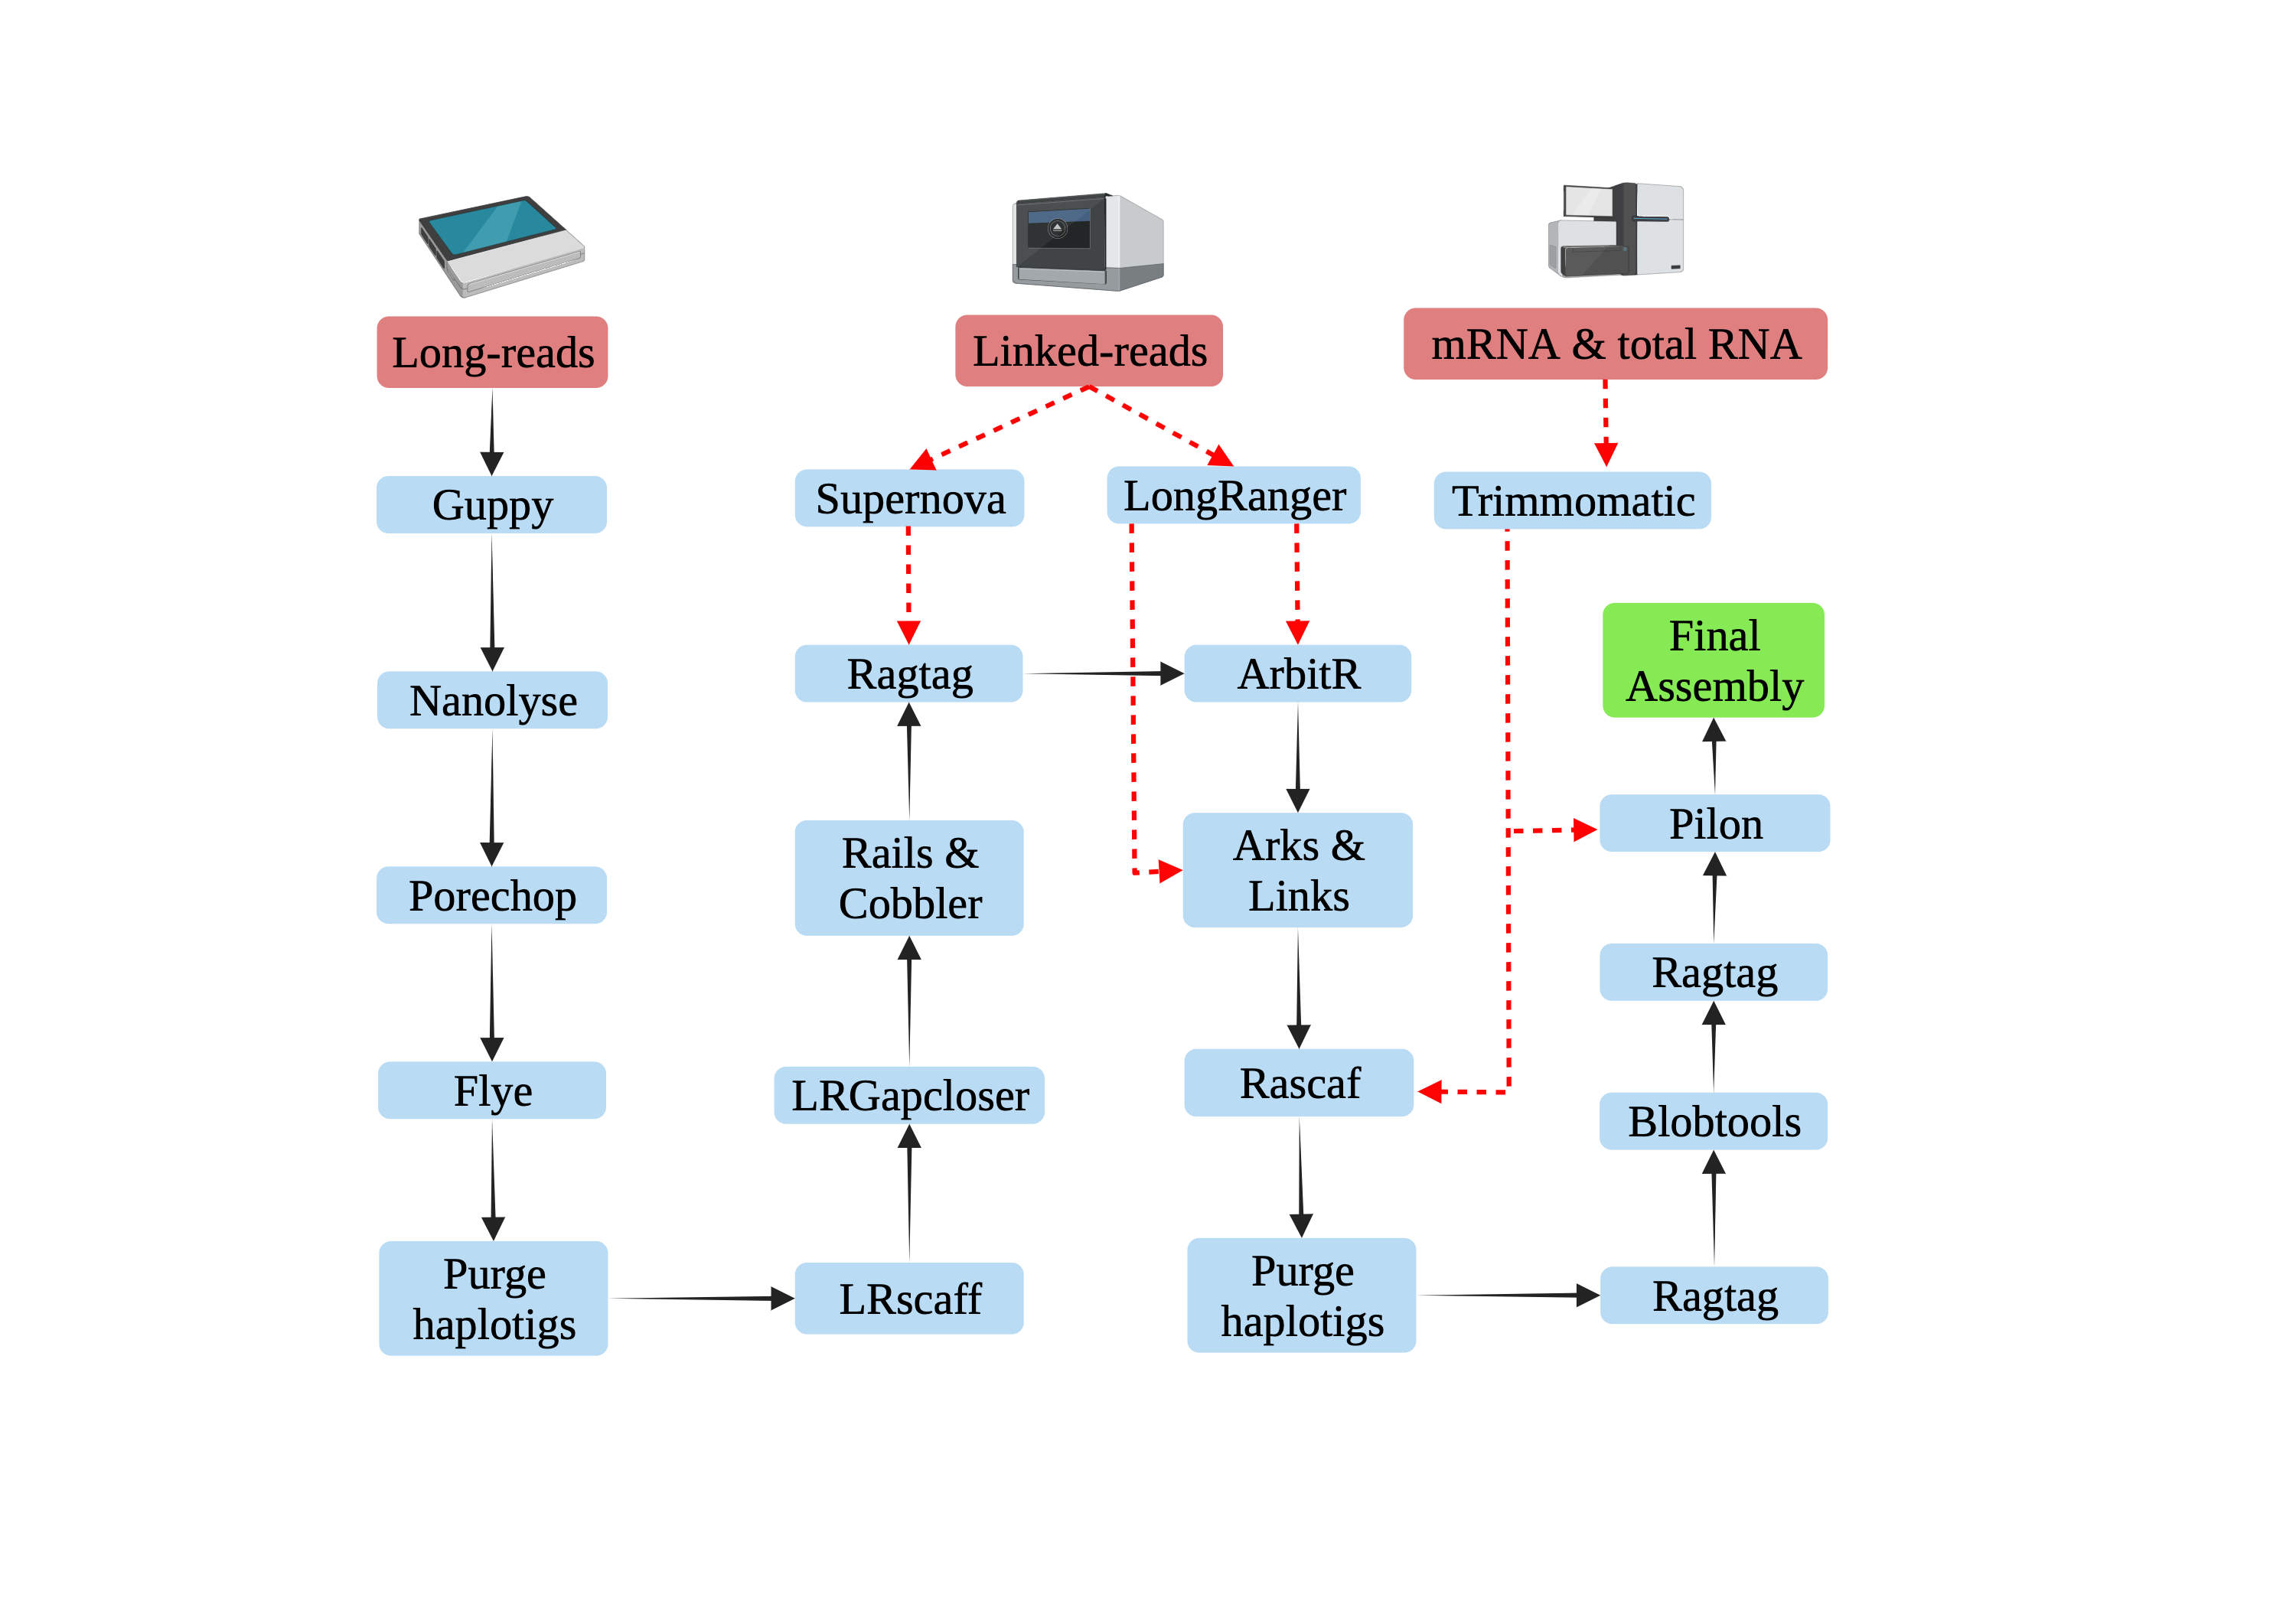 Long-reads
Guppy
Nanolyse
Porechop
Flye
Purge
haplotigs
Linked-reads
Supernova
LongRanger
Ragtag
ArbitR
Rails &
Cobbler
Arks &
Links
LRGapcloser
Rascaf
LRscaff
Purge
haplotigs
mRNA & total RNA
Trimmomatic
Final
Assembly
Pilon
Ragtag
Blobtools
Ragtag